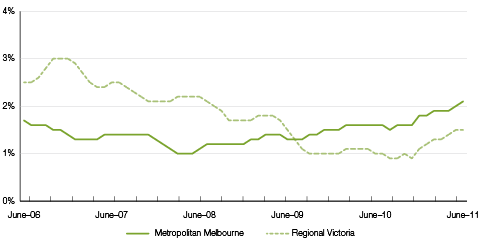 4%
3%
2%
1%
0%
June–06 June–07 June–08 June–09 June–10 June–11
Metropolitan Melbourne Regional Victoria